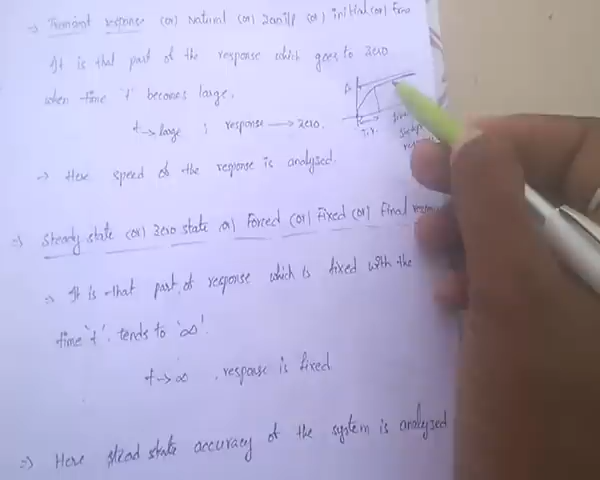 → Transient response (or) Natural (or) Zero i/p (or) initial (or) Free
It is that part of the response which goes to zero
when time 't' becomes large.
t → large ; response → zero.
→ Here speed of the response is analysed.
⇒ Steady state (or) Zero state (or) Forced (or) Fixed (or) Final
⇒ It is that part of response which is fixed with the
time 't'. tends to '∞'
t → ∞ , response is fixed
⇒ Here stead state accuracy of the system is analysed